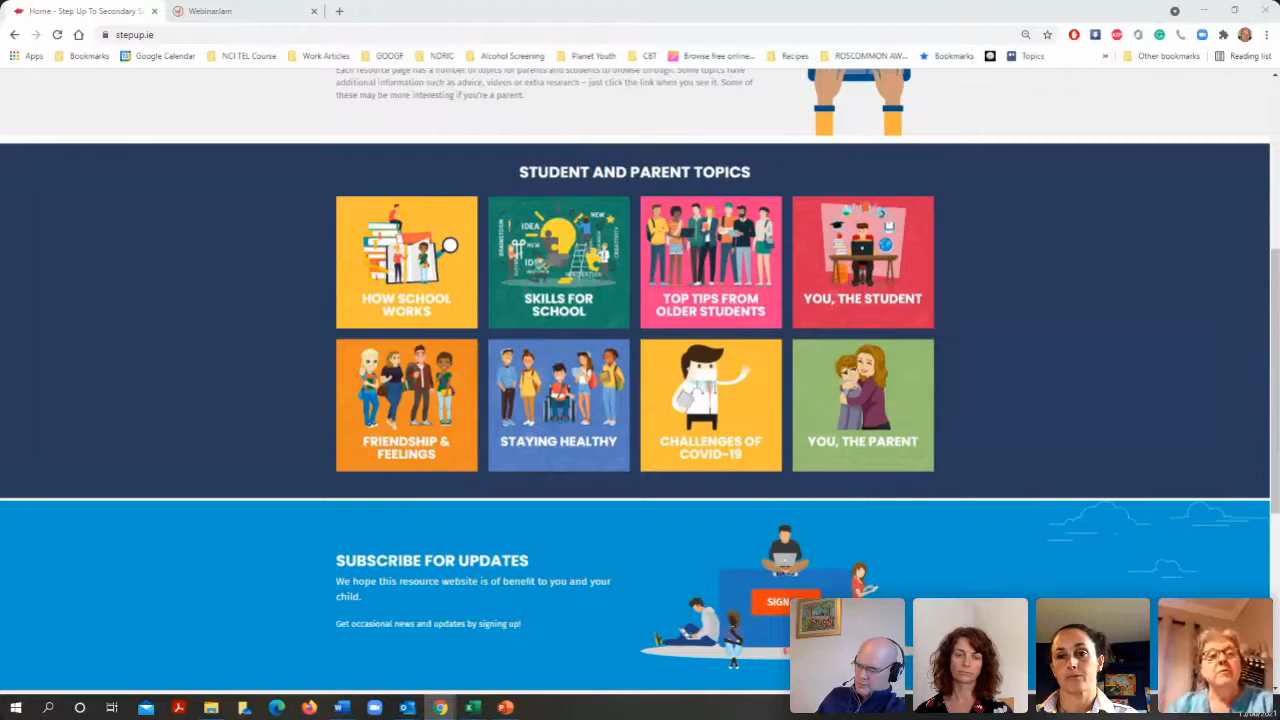 Home - Step Up To Secondary S
WebinarJam
stepup.ie
Apps
Bookmarks
Google Calendar
NCI TEL Course
Work Articles
GOOGF
NDRIC
Alcohol Screening
Planet Youth
CBT
Browse free online...
Recipes
ROSCOMMON AW...
Bookmarks
Topics
Other bookmarks
Reading list
Each resource page has a number of topics for parents and students to browse through. Some topics have
additional information such as advice, videos or extra research – just click the link when you see it. Some of
these may be more interesting if you're a parent.
STUDENT AND PARENT TOPICS
HOW SCHOOL
WORKS
IDEA
NEW
SKILLS FOR
SCHOOL
TOP TIPS FROM
OLDER STUDENTS
YOU, THE STUDENT
FRIENDSHIP &
FEELINGS
STAYING HEALTHY
CHALLENGES OF
COVID-19
YOU, THE PARENT
SUBSCRIBE FOR UPDATES
We hope this resource website is of benefit to you and your
child.
Get occasional news and updates by signing up!
SIGN